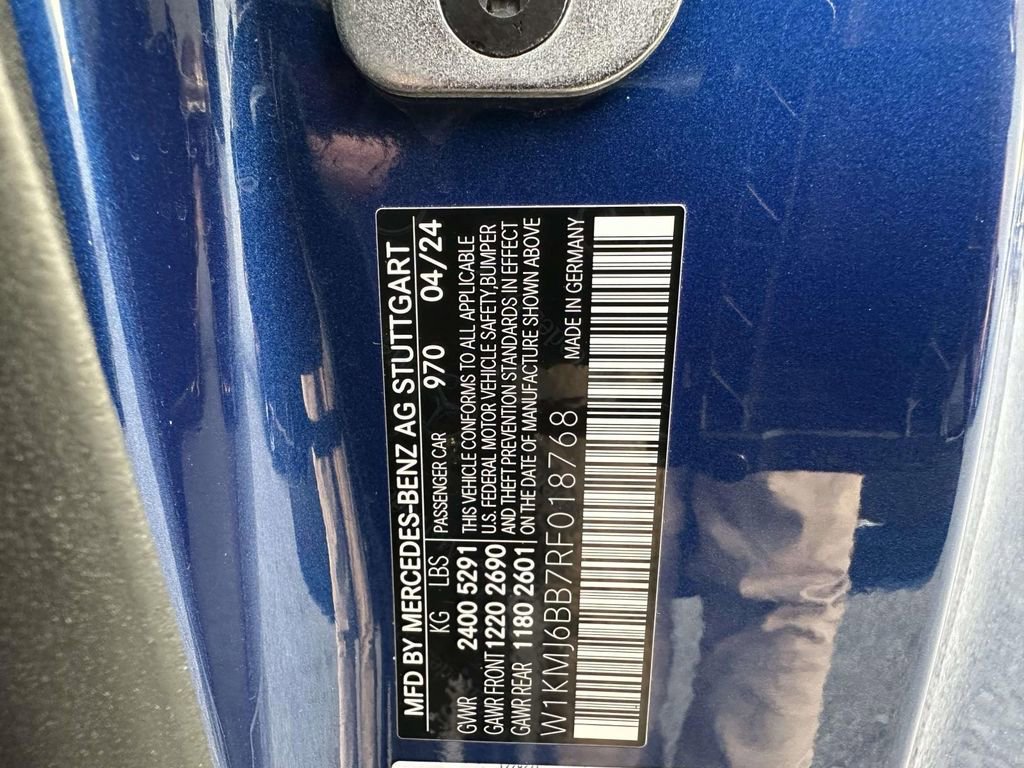 MFD BY MERCEDES-BENZ AG STUTTGART
KG LBS PASSENGER CAR 970 04/24
GVWR 2400 5291 THIS VEHICLE CONFORMS TO ALL APPLICABLE
GAWR FRONT 1220 2690 U.S. FEDERAL MOTOR VEHICLE SAFETY,BUMPER
GAWR REAR 1180 2601 AND THEFT PREVENTION STANDARDS IN EFFECT
ON THE DATE OF MANUFACTURE SHOWN ABOVE
W1KMJ6BB7RF018768 MADE IN GERMANY